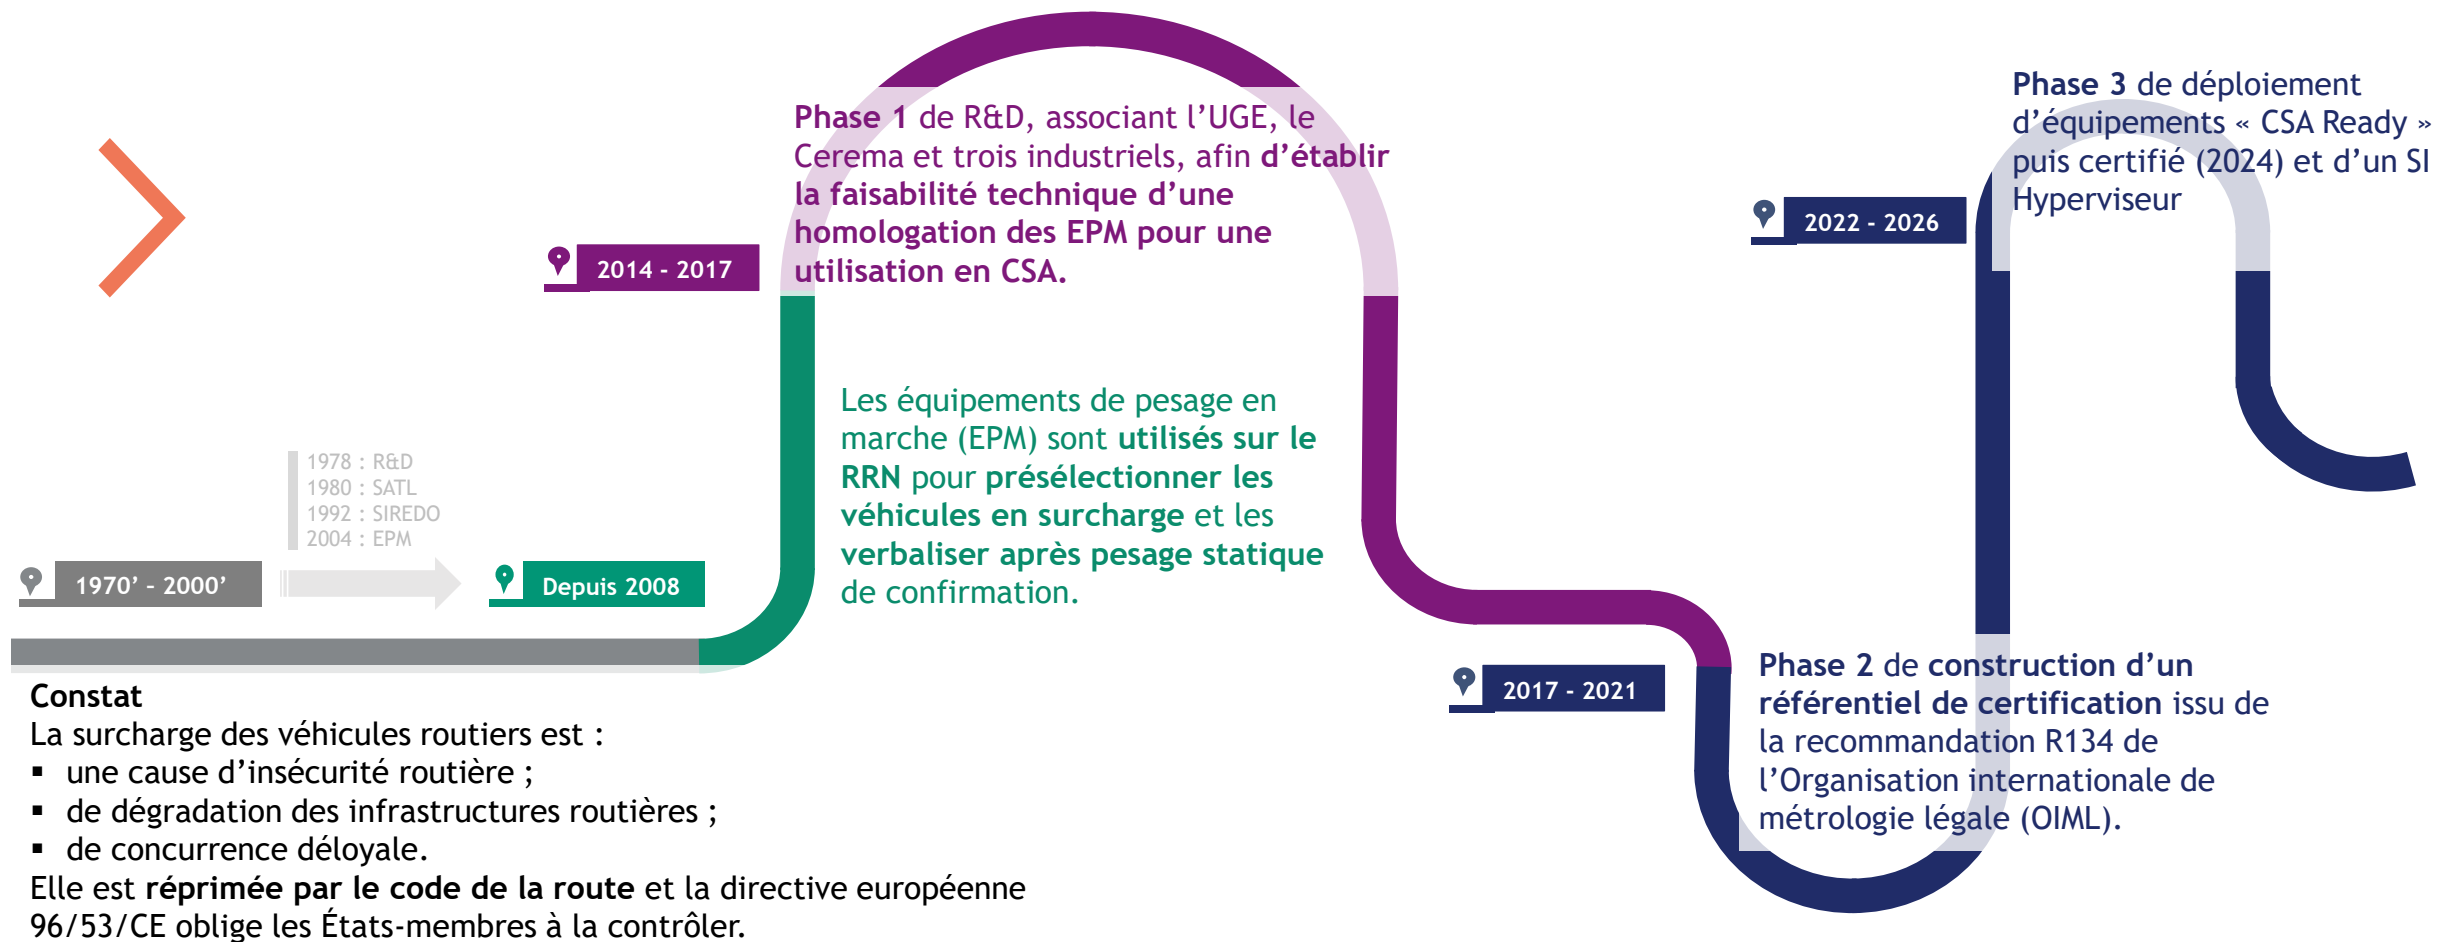 1970’ – 2000’
1978 : R&D
1980 : SATL
1992 : SIREDO
2004 : EPM
Constat
La surcharge des véhicules routiers est :
▪ une cause d’insécurité routière ;
▪ de dégradation des infrastructures routières ;
▪ de concurrence déloyale.
Elle est réprimée par le code de la route et la directive européenne
96/53/CE oblige les États-membres à la contrôler.
Depuis 2008
Les équipements de pesage en
marche (EPM) sont utilisés sur le
RRN pour présélectionner les
véhicules en surcharge et les
verbaliser après pesage statique
de confirmation.
2014 - 2017
Phase 1 de R&D, associant l’UGE, le
Cerema et trois industriels, afin d’établir
la faisabilité technique d’une
homologation des EPM pour une
utilisation en CSA.
2017 - 2021
Phase 2 de construction d’un
référentiel de certification issu de
la recommandation R134 de
l’Organisation internationale de
métrologie légale (OIML).
2022 - 2026
Phase 3 de déploiement
d’équipements « CSA Ready »
puis certifié (2024) et d’un SI
Hyperviseur